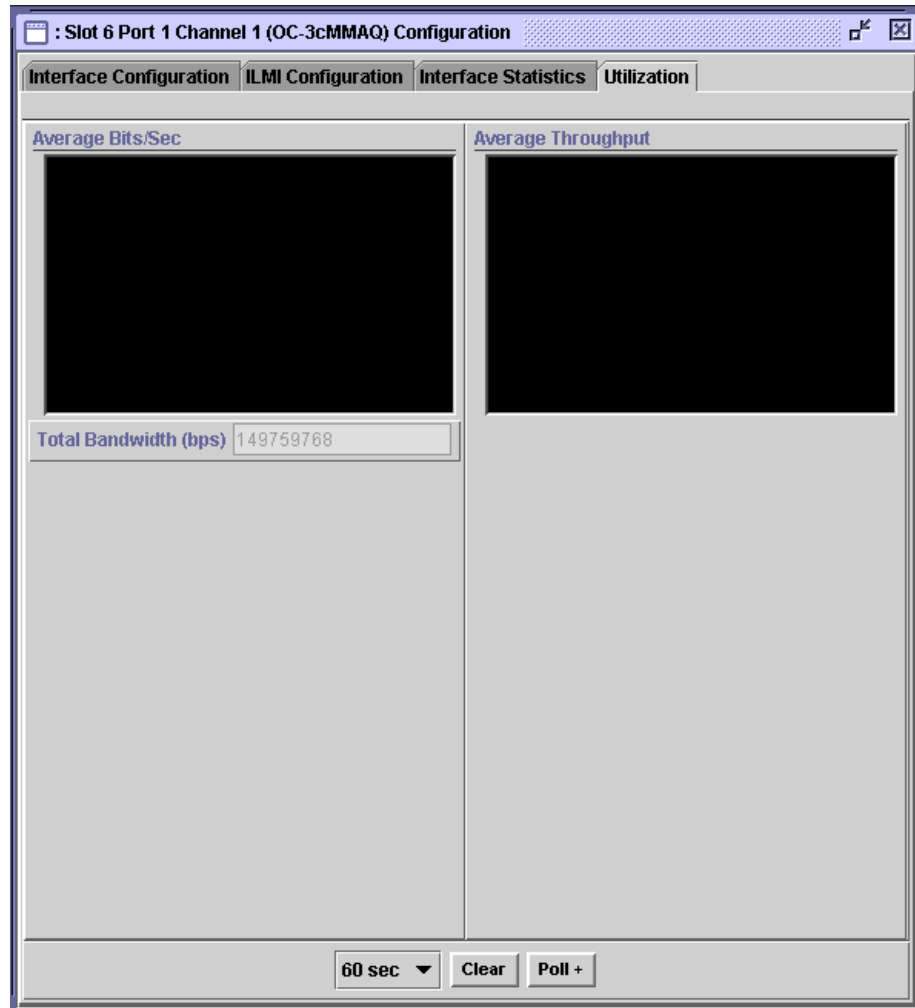 : Slot 6 Port 1 Channel 1 (OC-3cMMAQ) Configuration
Interface Configuration ILMI Configuration Interface Statistics Utilization
Average Bits/Sec
Average Throughput
Total Bandwidth (bps) 149759768
60 sec Clear Poll +